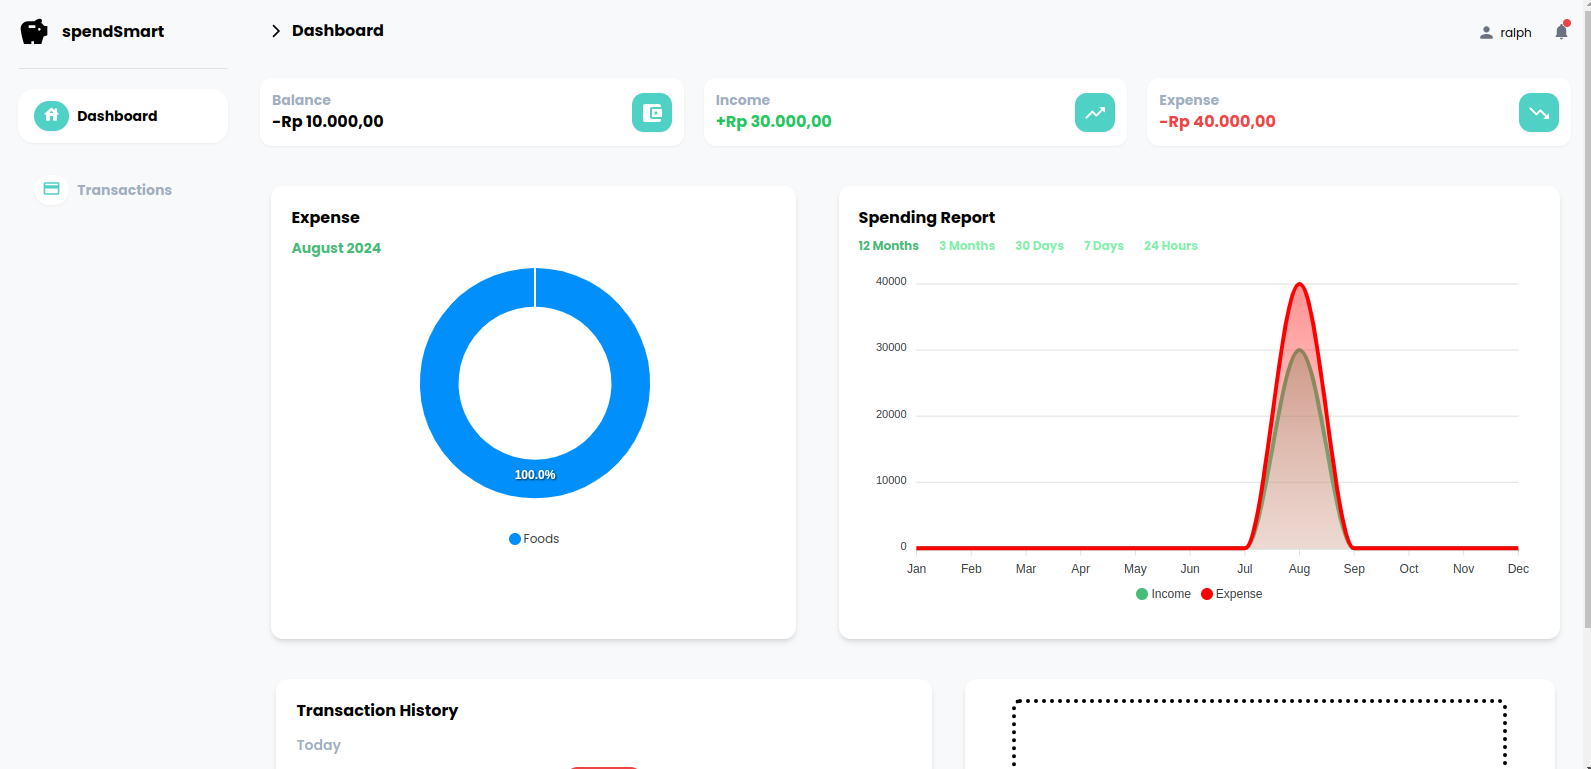 spendSmart
Dashboard
ralph
Dashboard
Transactions
Balance
-Rp 10.000,00
Income
+Rp 30.000,00
Expense
-Rp 40.000,00
Expense
August 2024
100.0%
Foods
Spending Report
12 Months 3 Months 30 Days 7 Days 24 Hours
40000
30000
20000
10000
0
Jan Feb Mar Apr May Jun Jul Aug Sep Oct Nov Dec
Income Expense
Transaction History
Today